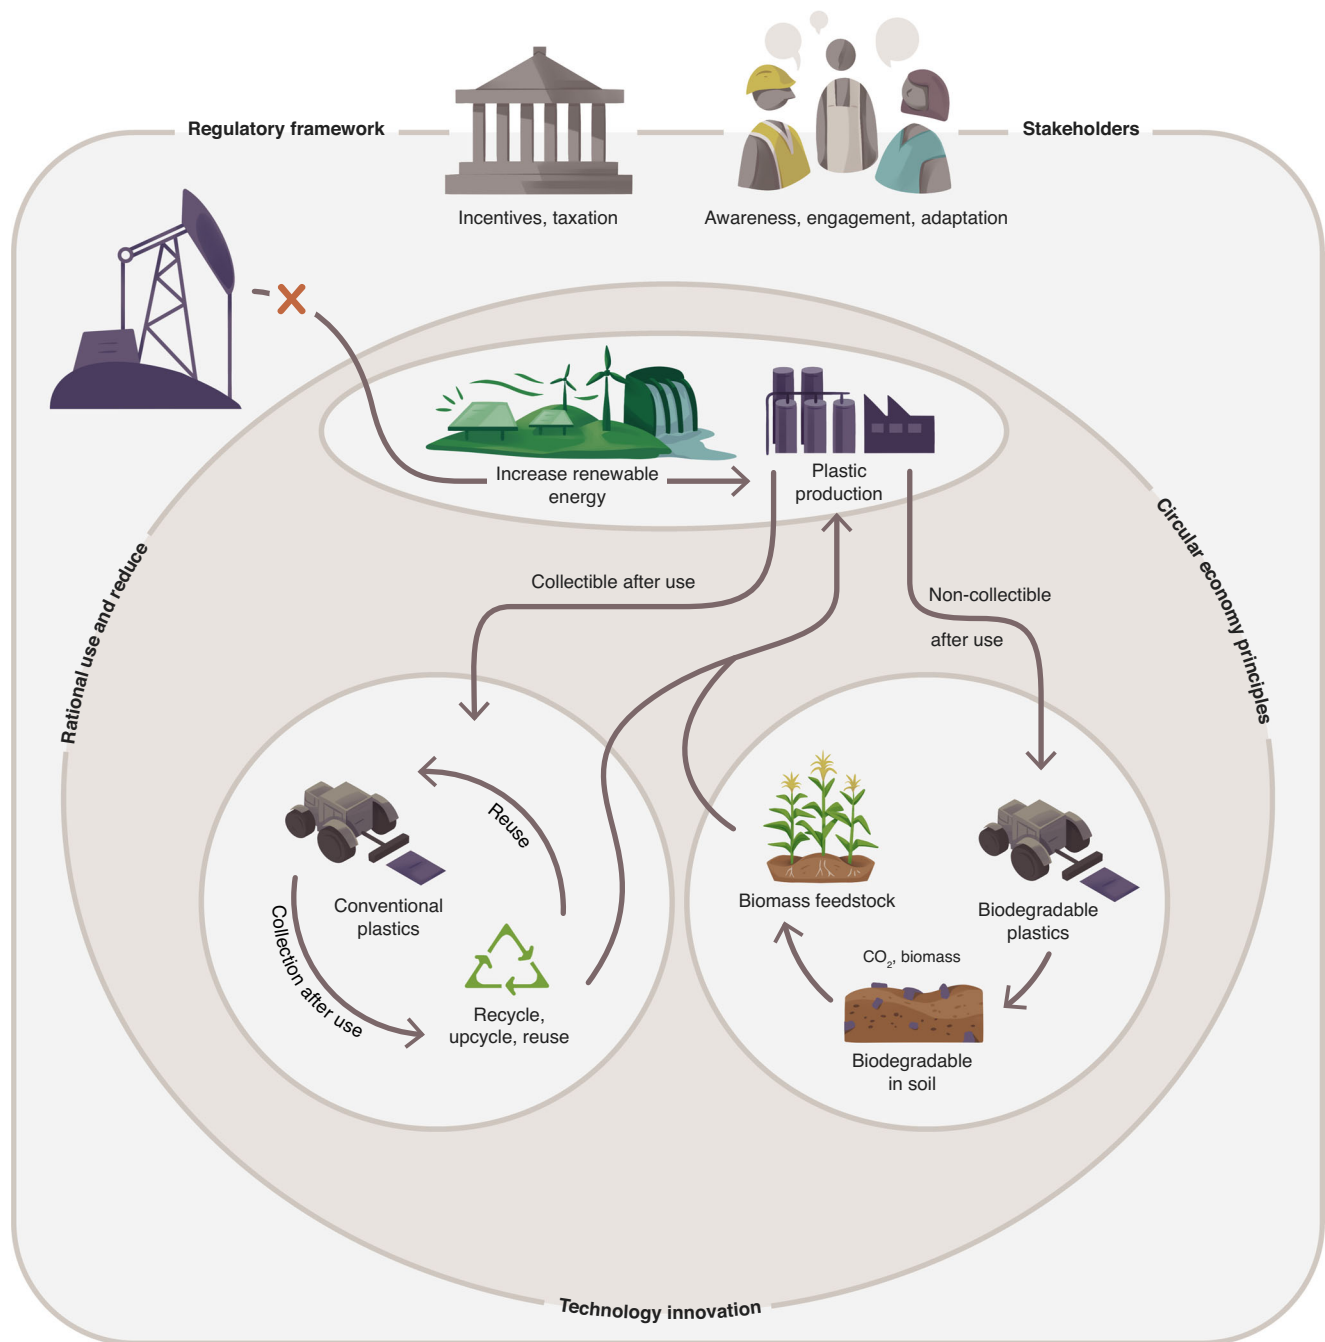 Regulatory framework
Stakeholders
Incentives, taxation
Awareness, engagement, adaptation
Increase renewable
energy
Plastic
production
Rational use and reduce
Circular economy principles
Collectible after use
Non-collectible
after use
Reuse
Conventional
plastics
Collection after use
Recycle,
upcycle, reuse
Biomass feedstock
Biodegradable
plastics
CO₂, biomass
Biodegradable
in soil
Technology innovation